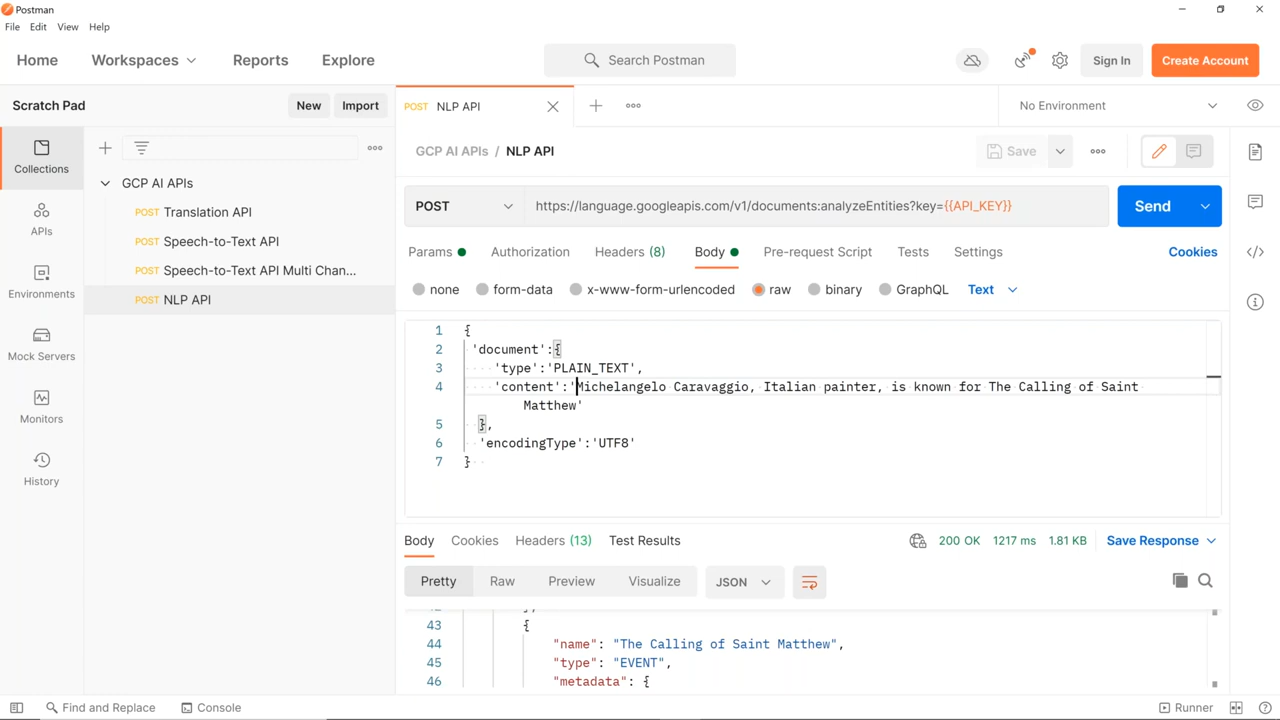 Postman
File Edit View Help
Home Workspaces Reports Explore Search Postman Sign In Create Account
Scratch Pad New Import POST NLP API No Environment
GCP AI APIs / NLP API Save
Collections
GCP AI APIs
POST Translation API
POST Speech-to-Text API
POST Speech-to-Text API Multi Chan...
POST NLP API
APIs
Environments
Mock Servers
Monitors
History
POST https://language.googleapis.com/v1/documents:analyzeEntities?key={{API_KEY}} Send
Params Authorization Headers (8) Body Pre-request Script Tests Settings Cookies
none form-data x-www-form-urlencoded raw binary GraphQL Text
1 {
2 'document':{
3 'type':'PLAIN_TEXT',
4 'content':'Michelangelo Caravaggio, Italian painter, is known for The Calling of Saint
Matthew'
5 },
6 'encodingType':'UTF8'
7 }
Body Cookies Headers (13) Test Results 200 OK 1217 ms 1.81 KB Save Response
Pretty Raw Preview Visualize JSON
43 {
44 "name": "The Calling of Saint Matthew",
45 "type": "EVENT",
46 "metadata": {
Find and Replace Console Runner